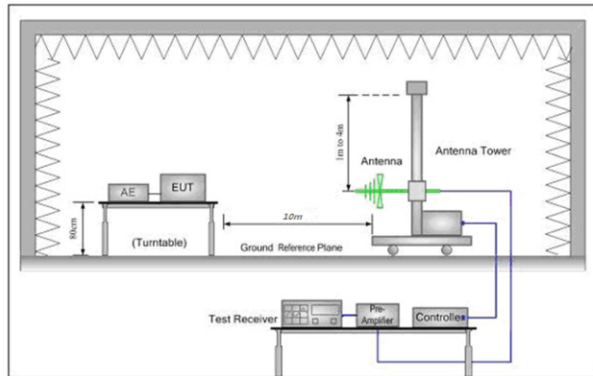 1m to 4m
Antenna
Antenna Tower
AE
EUT
80cm
(Turntable)
10m
Ground Reference Plane
Test Receiver
Pre-
Amplifier
Controller